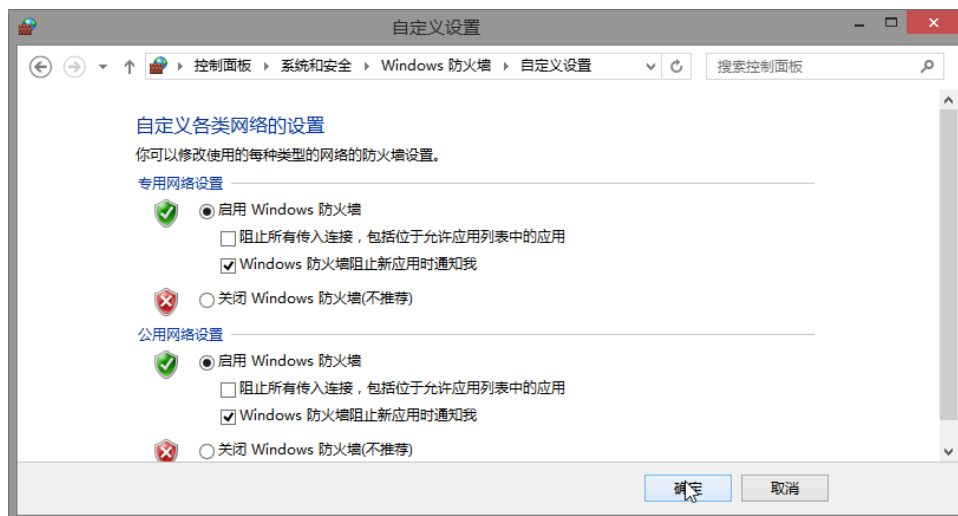 自定义设置
控制面板 系统和安全 Windows 防火墙 自定义设置 搜索控制面板
自定义各类网络的设置
你可以修改使用的每种类型的网络的防火墙设置。
专用网络设置
启用 Windows 防火墙
阻止所有传入连接，包括位于允许应用列表中的应用
Windows 防火墙阻止新应用时通知我
关闭 Windows 防火墙(不推荐)
公用网络设置
启用 Windows 防火墙
阻止所有传入连接，包括位于允许应用列表中的应用
Windows 防火墙阻止新应用时通知我
关闭 Windows 防火墙(不推荐)
确定 取消